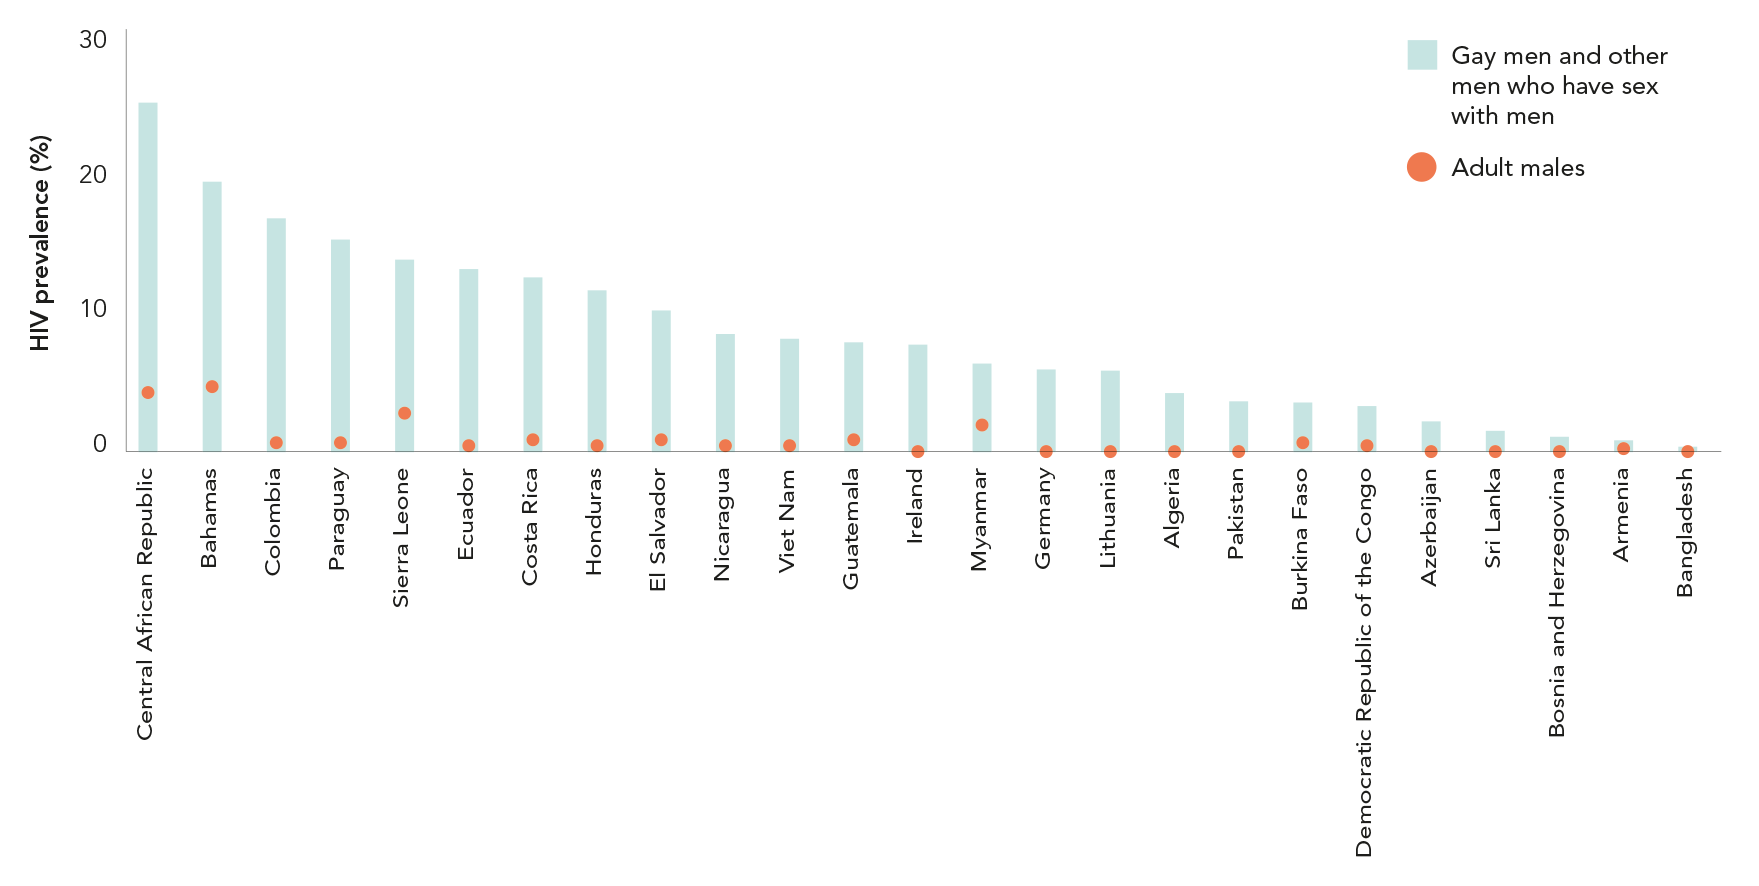 HIV prevalence (%)
30
20
10
0
Gay men and other
men who have sex
with men
Adult males
Central African Republic
Bahamas
Colombia
Paraguay
Sierra Leone
Ecuador
Costa Rica
Honduras
El Salvador
Nicaragua
Viet Nam
Guatemala
Ireland
Myanmar
Germany
Lithuania
Algeria
Pakistan
Burkina Faso
Democratic Republic of the Congo
Azerbaijan
Sri Lanka
Bosnia and Herzegovina
Armenia
Bangladesh